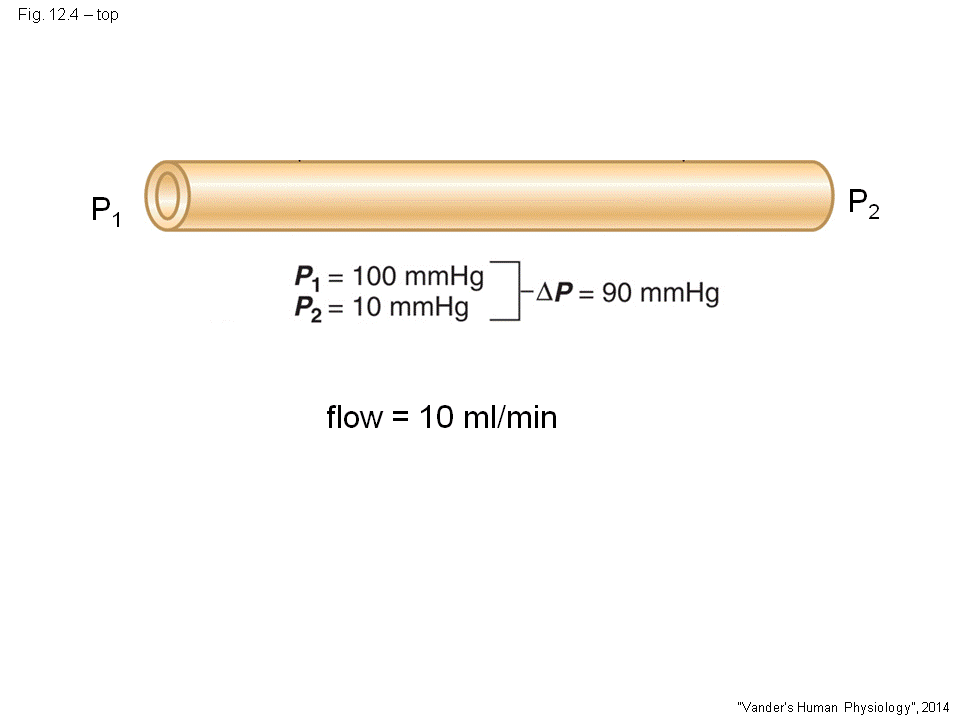 Fig. 12.4 – top
P₁
P₂
P₁ = 100 mmHg
P₂ = 10 mmHg
ΔP = 90 mmHg
flow = 10 ml/min
"Vander's Human Physiology", 2014